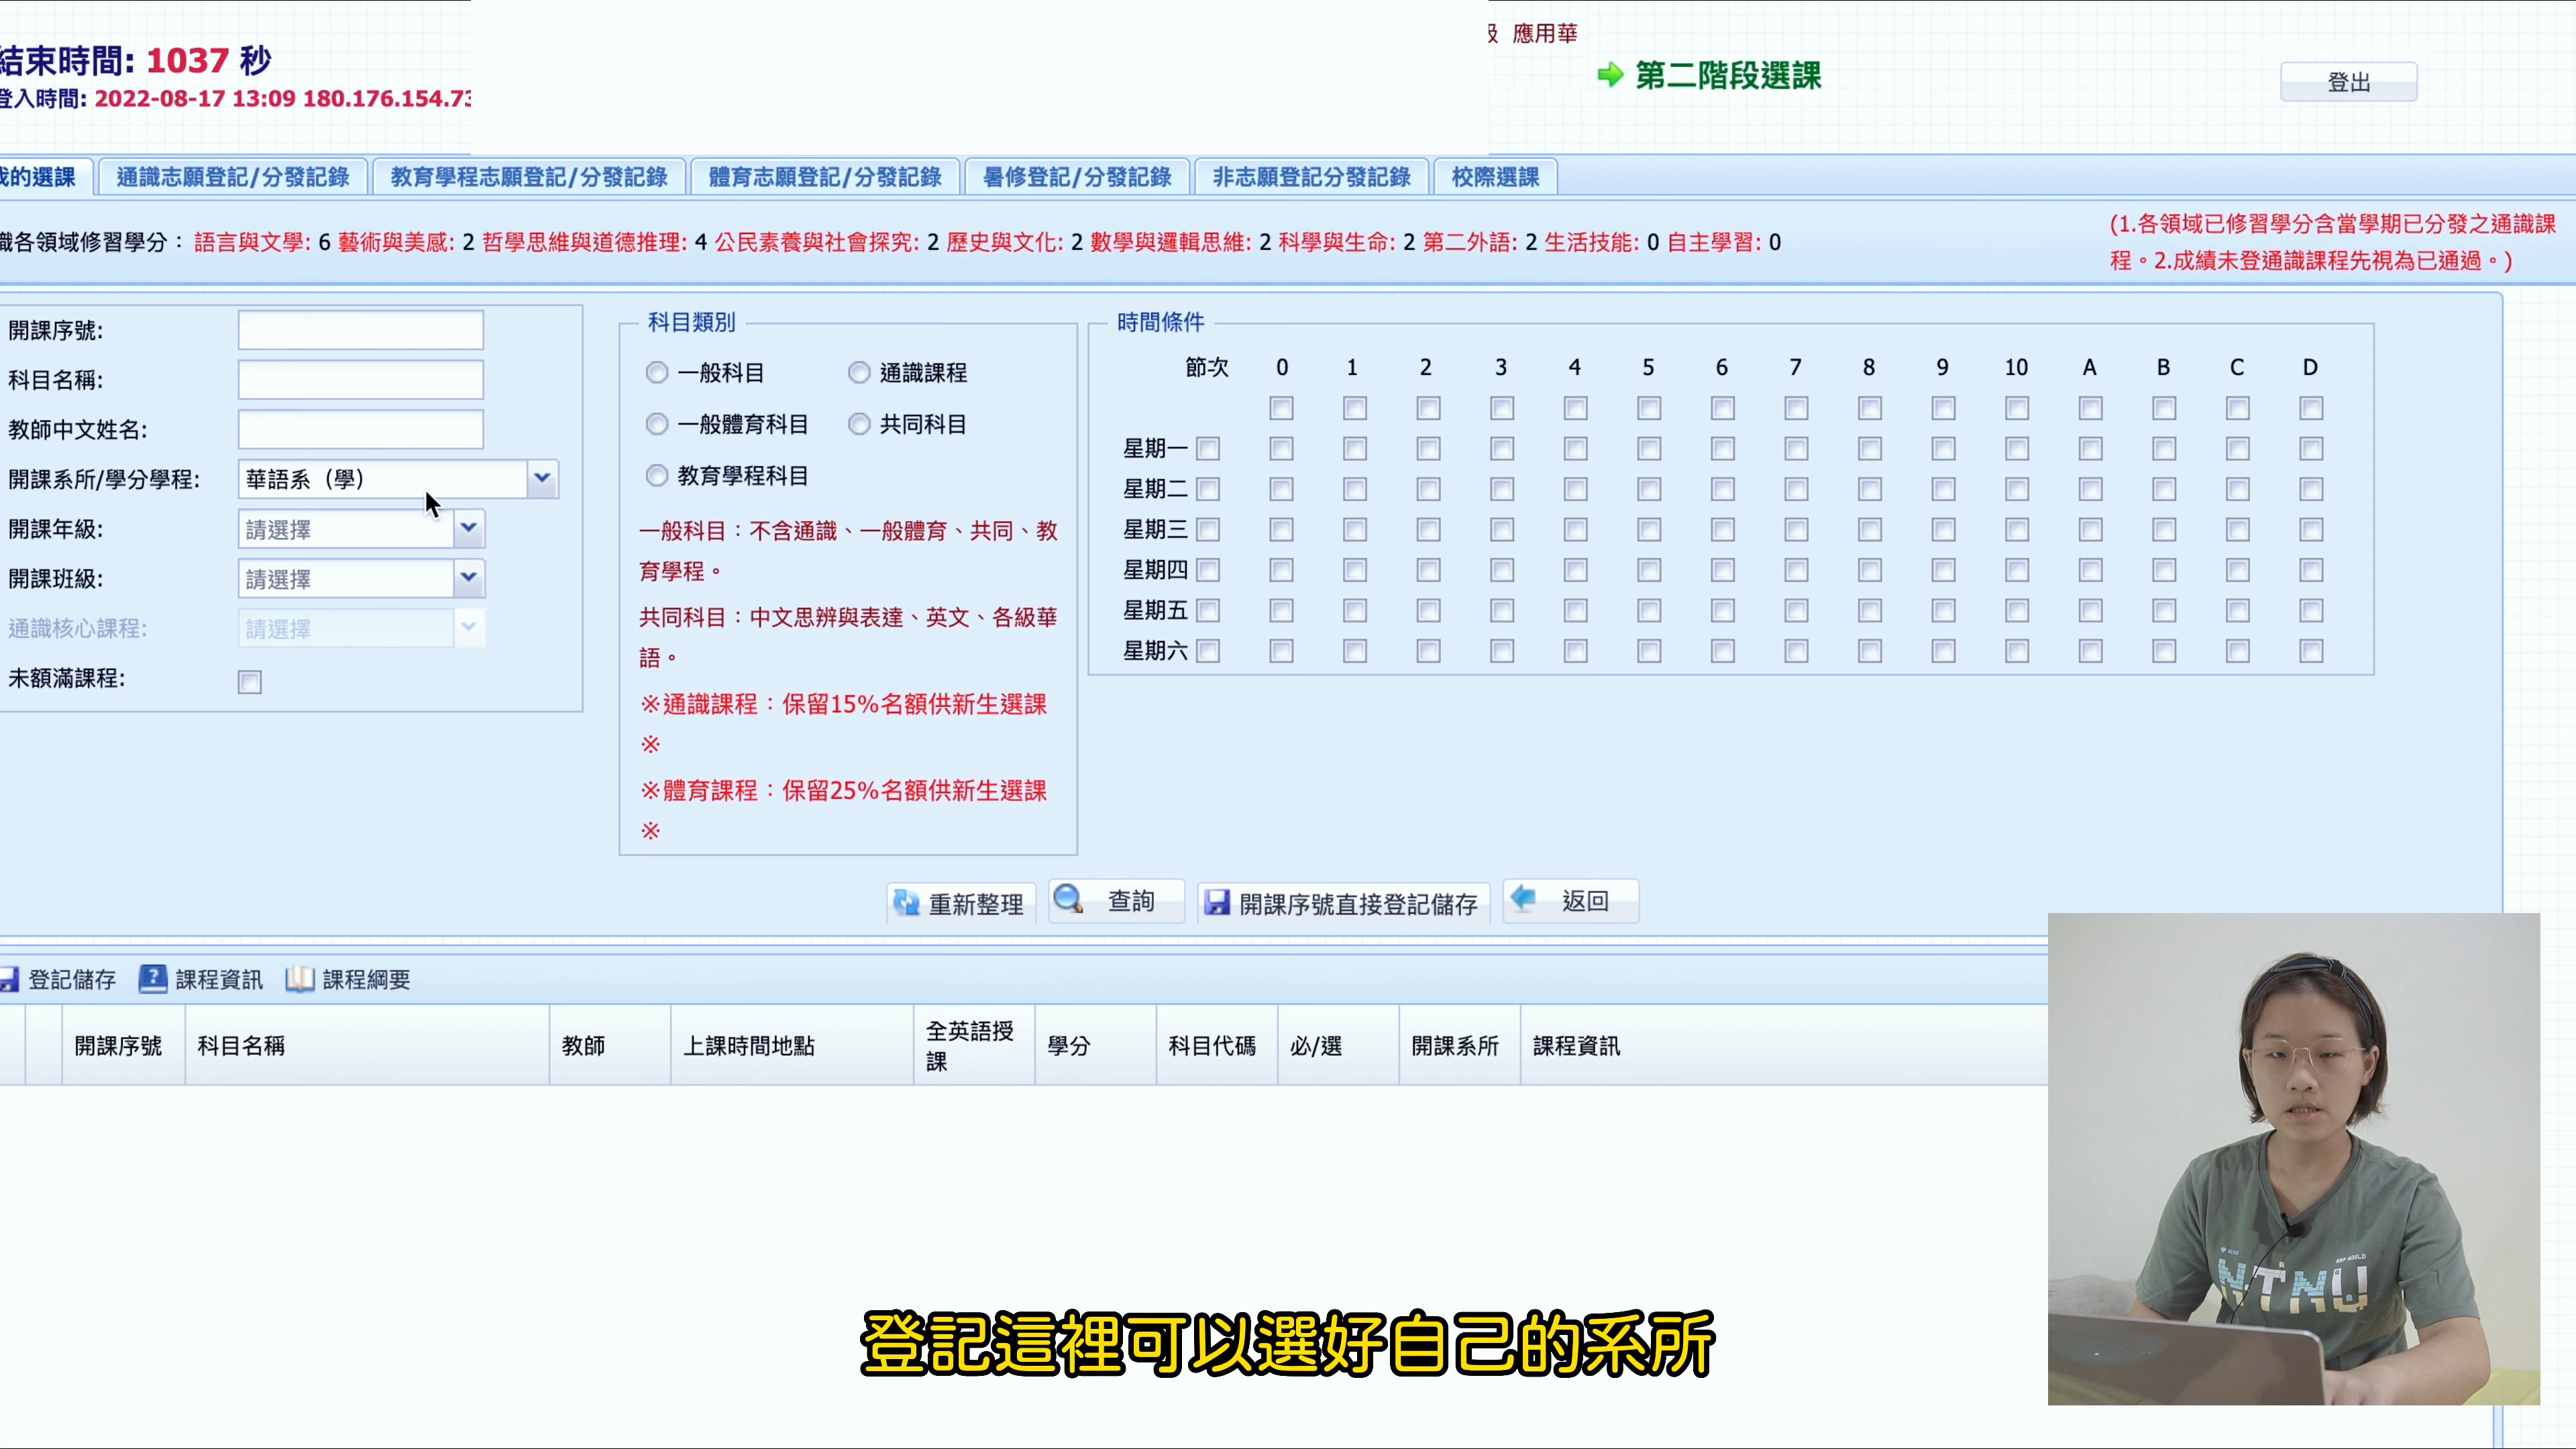 應用華
結束時間: 1037 秒
第二階段選課
登出
登入時間: 2022-08-17 13:09 180.176.154.73
我的選課 通識志願登記/分發記錄 教育學程志願登記/分發記錄 體育志願登記/分發記錄 暑修登記/分發記錄 非志願登記分發記錄 校際選課
識各領域修習學分： 語言與文學: 6 藝術與美感: 2 哲學思維與道德推理: 4 公民素養與社會探究: 2 歷史與文化: 2 數學與邏輯思維: 2 科學與生命: 2 第二外語: 2 生活技能: 0 自主學習: 0
(1.各領域已修習學分含當學期已分發之通識課
程。2.成績未登通識課程先視為已通過。)
開課序號:
科目名稱:
教師中文姓名:
開課系所/學分學程: 華語系（學）
開課年級: 請選擇
開課班級: 請選擇
通識核心課程: 請選擇
未額滿課程:
科目類別
一般科目 通識課程
一般體育科目 共同科目
教育學程科目
一般科目：不含通識、一般體育、共同、教
育學程。
共同科目：中文思辨與表達、英文、各級華
語。
※通識課程：保留15%名額供新生選課
※
※體育課程：保留25%名額供新生選課
※
時間條件
節次 0 1 2 3 4 5 6 7 8 9 10 A B C D
星期一
星期二
星期三
星期四
星期五
星期六
重新整理 查詢 開課序號直接登記儲存 返回
登記儲存 課程資訊 課程綱要
開課序號 科目名稱 教師 上課時間地點 全英語授
課 學分 科目代碼 必/選 開課系所 課程資訊
NTNU
登記這裡可以選好自己的系所